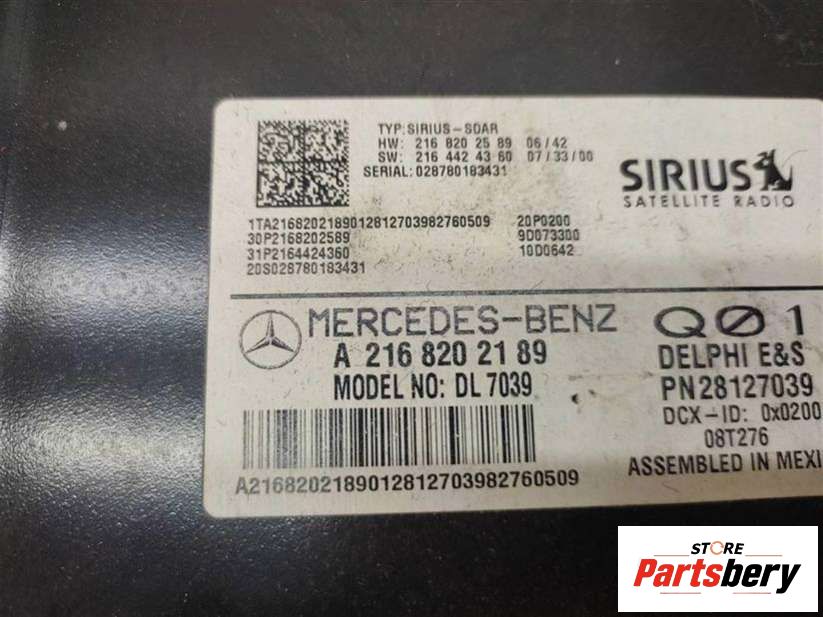 TYP: SIRIUS-SDAR
HW: 216 820 25 89 06/42
SW: 216 442 43 60 07/33/00
SERIAL: 028780183431
SIRIUS
SATELLITE RADIO
1TA2168202189012812703982760509 20P0200
30P2168202589 9D073300
31P2164424360 10D0642
20S028780183431
MERCEDES-BENZ QØ1
A 216 820 21 89 DELPHI E&S
MODEL NO: DL 7039 PN28127039
DCX-ID: 0x0200
08T276
ASSEMBLED IN MEXI
A2168202189012812703982760509
STORE
Partsbery